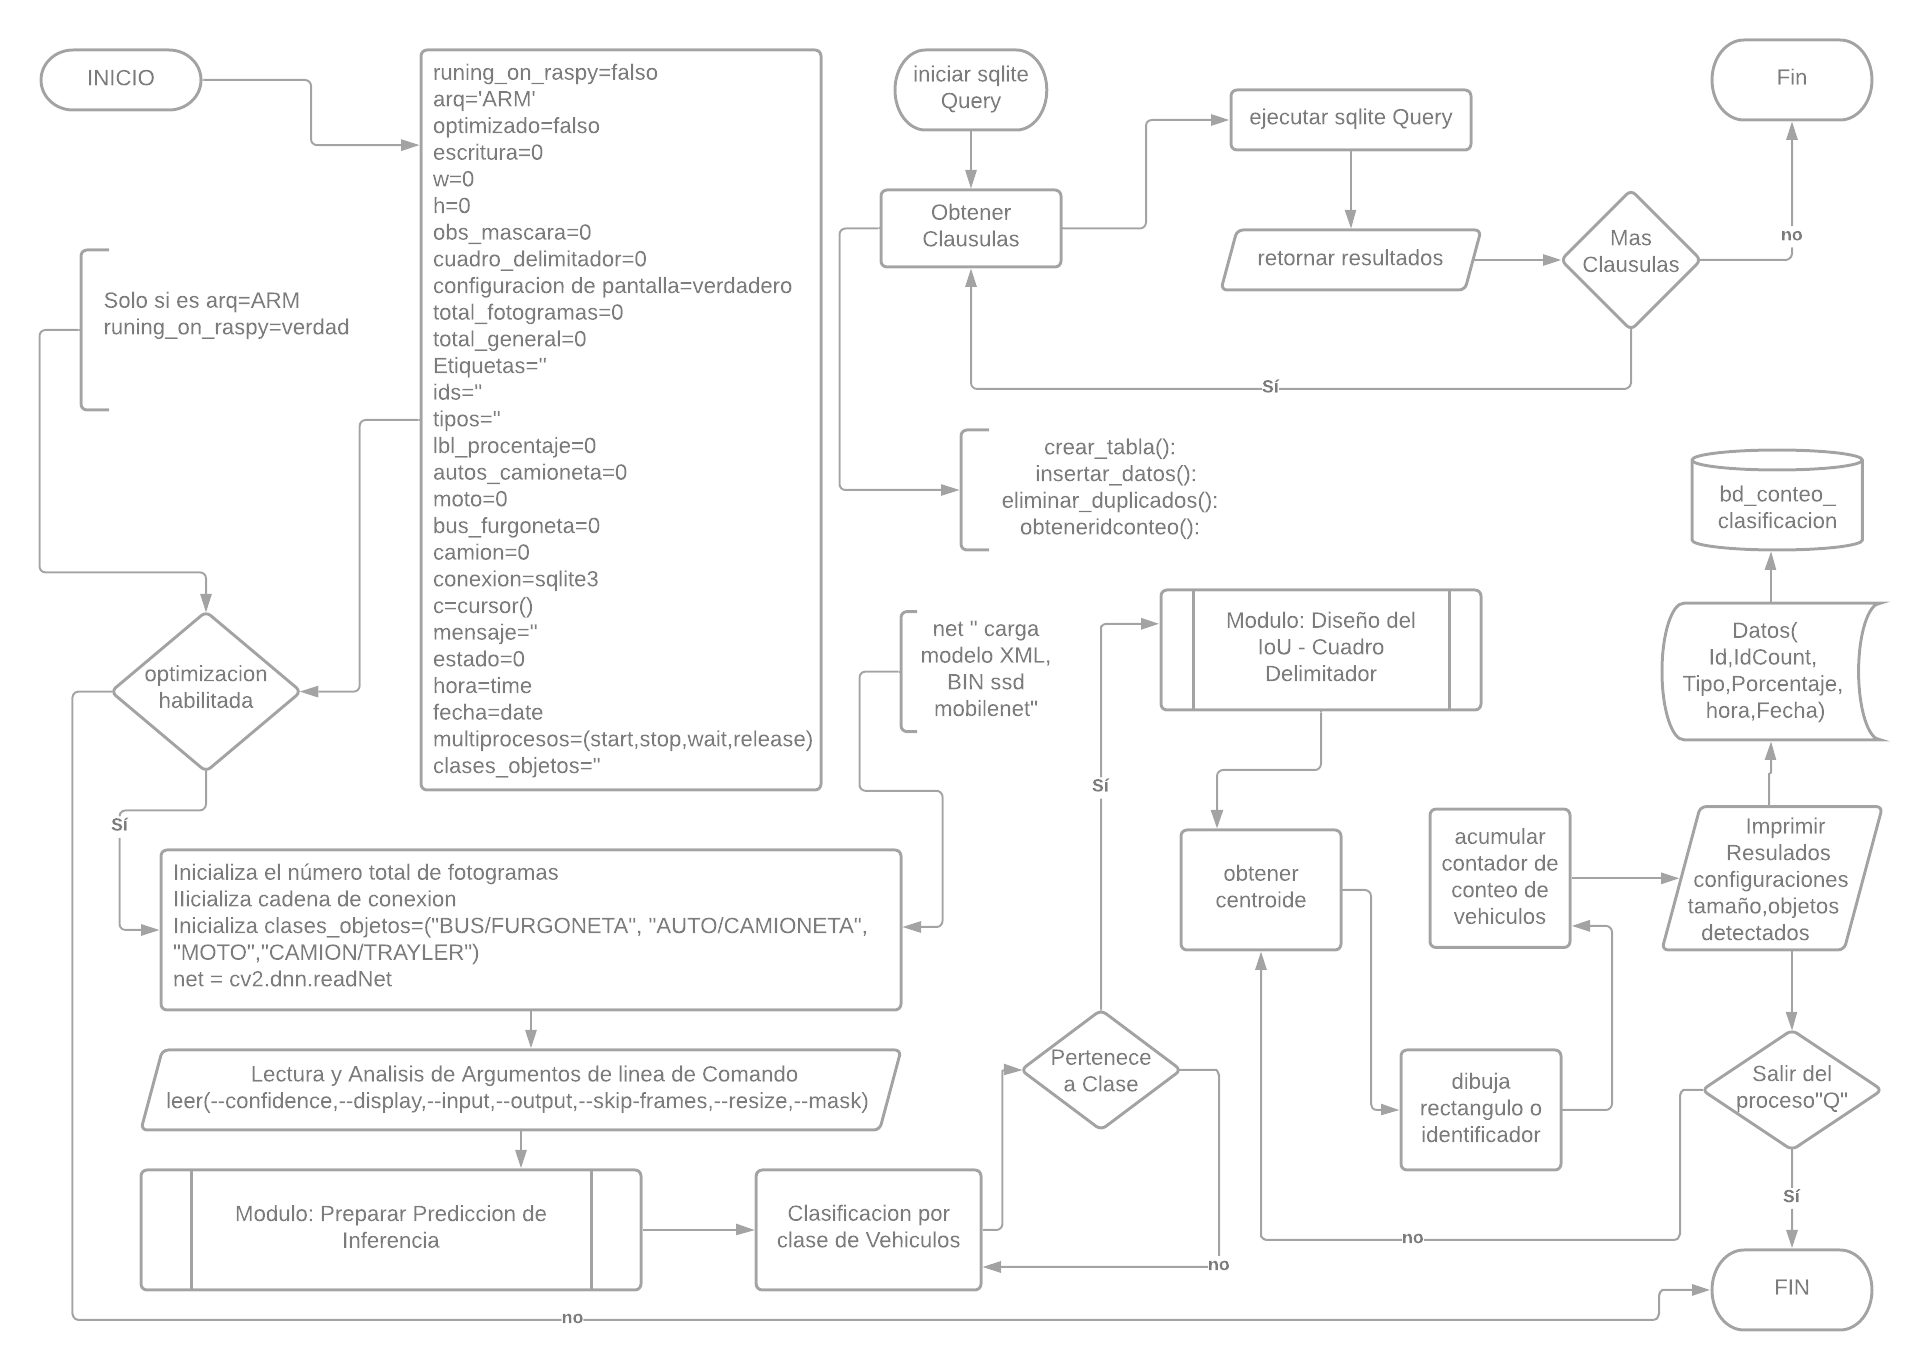 INICIO
runing_on_raspy=falso
arq='ARM'
optimizado=falso
escritura=0
w=0
h=0
obs_mascara=0
cuadro_delimitador=0
configuracion de pantalla=verdadero
total_fotogramas=0
total_general=0
Etiquetas=''
ids=''
tipos=''
lbl_procentaje=0
autos_camioneta=0
moto=0
bus_furgoneta=0
camion=0
conexion=sqlite3
c=cursor()
mensaje=''
estado=0
hora=time
fecha=date
multiprocesos=(start,stop,wait,release)
clases_objetos=''
Solo si es arq=ARM
runing_on_raspy=verdad
optimizacion
habilitada
Sí
no
Inicializa el número total de fotogramas
IIicializa cadena de conexion
Inicializa clases_objetos=("BUS/FURGONETA", "AUTO/CAMIONETA",
"MOTO","CAMION/TRAYLER")
net = cv2.dnn.readNet
net '' carga
modelo XML,
BIN ssd
mobilenet"
Lectura y Analisis de Argumentos de linea de Comando
leer(--confidence,--display,--input,--output,--skip-frames,--resize,--mask)
Modulo: Preparar Prediccion de
Inferencia
Clasificacion por
clase de Vehiculos
Pertenece
a Clase
Sí
no
Modulo: Diseño del
IoU - Cuadro
Delimitador
obtener
centroide
dibuja
rectangulo o
identificador
acumular
contador de
conteo de
vehiculos
Imprimir
Resulados
configuraciones
tamaño,objetos
detectados
Datos(
Id,IdCount,
Tipo,Porcentaje,
hora,Fecha)
bd_conteo_
clasificacion
Salir del
proceso"Q"
no
Sí
FIN
iniciar sqlite
Query
Obtener
Clausulas
crear_tabla():
insertar_datos():
eliminar_duplicados():
obteneridconteo():
ejecutar sqlite Query
retornar resultados
Mas
Clausulas
Sí
no
Fin